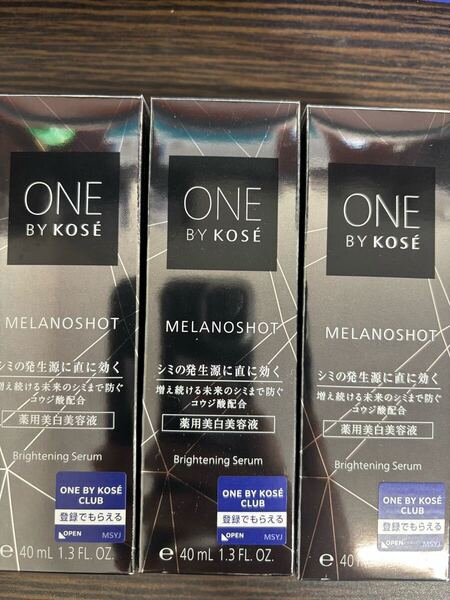 ONE
BY KOSÉ
MELANOSHOT
シミの発生源に直に効く
増え続ける未来のシミまで防ぐ
コウジ酸配合
薬用美白美容液
Brightening Serum
ONE BY KOSÉ
CLUB
登録でもらえる
OPEN MSYJ
e 40 mL 1.3 FL. OZ.
ONE
BY KOSÉ
MELANOSHOT
シミの発生源に直に効く
増え続ける未来のシミまで防ぐ
コウジ酸配合
薬用美白美容液
Brightening Serum
ONE BY KOSÉ
CLUB
登録でもらえる
OPEN MSYJ
e 40 mL 1.3 FL. OZ.
ONE
BY KOSÉ
MELANOSHOT
シミの発生源に直に効く
増え続ける未来のシミまで防ぐ
コウジ酸配合
薬用美白美容液
Brightening Serum
ONE BY KOSÉ
CLUB
登録でもらえる
OPEN MSYJ
e 40